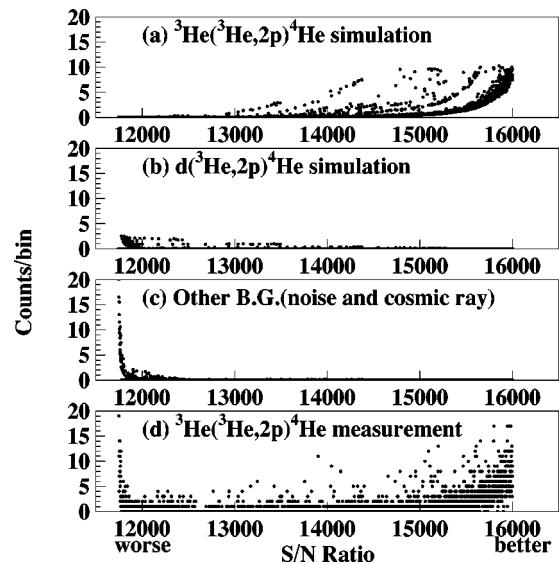 20
15
10
5
0
(a) ³He(³He,2p)⁴He simulation
12000 13000 14000 15000 16000
20
15
10
5
0
(b) d(³He,2p)⁴He simulation
12000 13000 14000 15000 16000
Counts/bin
20
15
10
5
0
(c) Other B.G.(noise and cosmic ray)
12000 13000 14000 15000 16000
20
15
10
5
0
(d) ³He(³He,2p)⁴He measurement
12000 13000 14000 15000 16000
worse S/N Ratio better